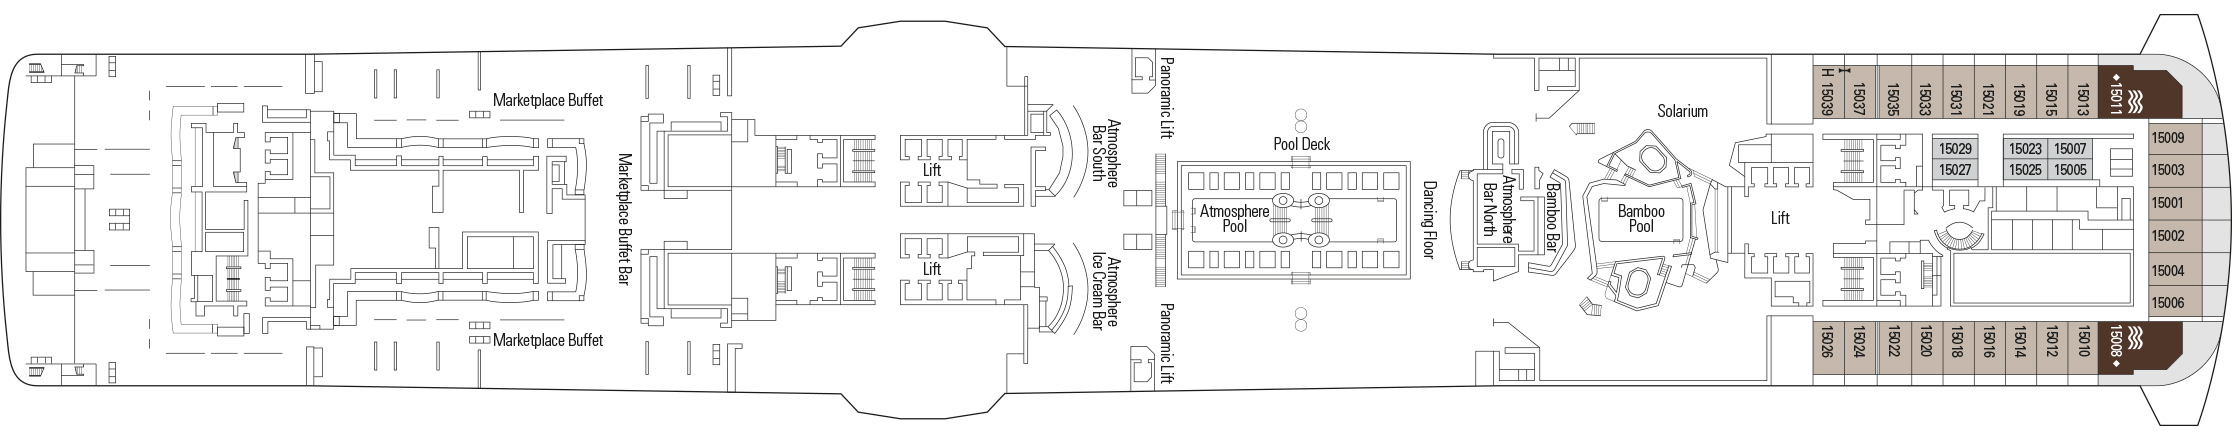 Marketplace Buffet
Marketplace Buffet Bar
Marketplace Buffet
Lift
Lift
Atmosphere
Bar South
Atmosphere
Ice Cream Bar
Panoramic Lift
Panoramic Lift
Pool Deck
Atmosphere
Pool
Dancing Floor
Atmosphere
Bar North
Bamboo Bar
Solarium
Bamboo
Pool
Lift
H
15039
15037
15035
15033
15031
15021
15019
15015
15013
15011
15029
15027
15023
15007
15025
15005
15009
15003
15001
15002
15004
15006
15026
15024
15022
15020
15018
15016
15014
15012
15010
15008